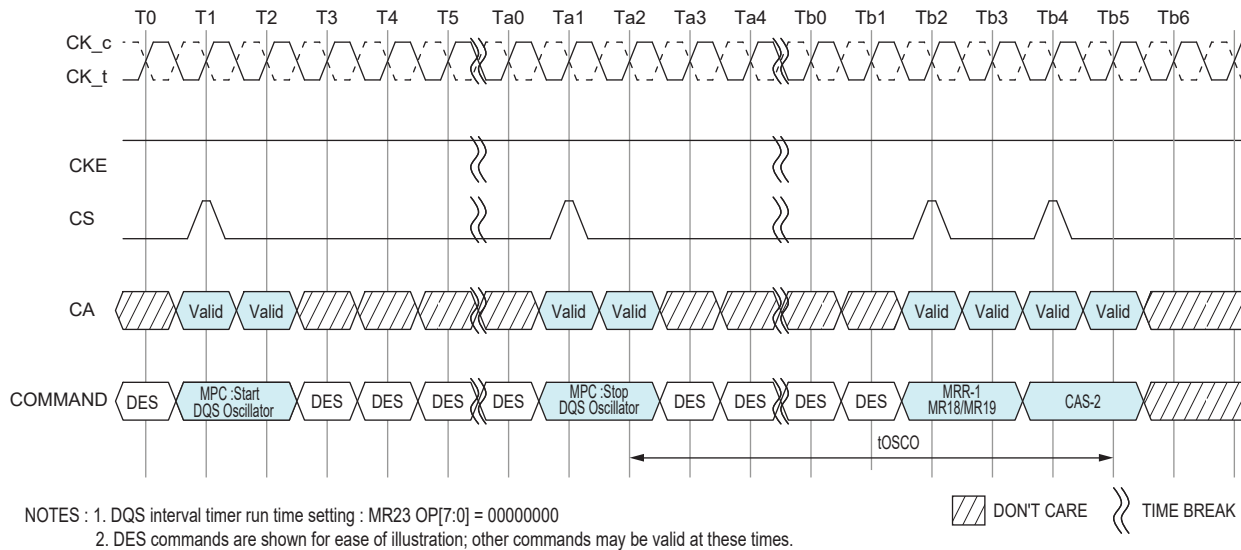 T0 T1 T2 T3 T4 T5 Ta0 Ta1 Ta2 Ta3 Ta4 Tb0 Tb1 Tb2 Tb3 Tb4 Tb5 Tb6
CK_c
CK_t
CKE
CS
CA Valid Valid Valid Valid Valid Valid Valid Valid
COMMAND DES MPC :Start DES DES DES DES MPC :Stop DES DES DES DES MRR-1 CAS-2
DQS Oscillator DQS Oscillator MR18/MR19
tOSCO
NOTES : 1. DQS interval timer run time setting : MR23 OP[7:0] = 00000000
2. DES commands are shown for ease of illustration; other commands may be valid at these times.
DON'T CARE TIME BREAK